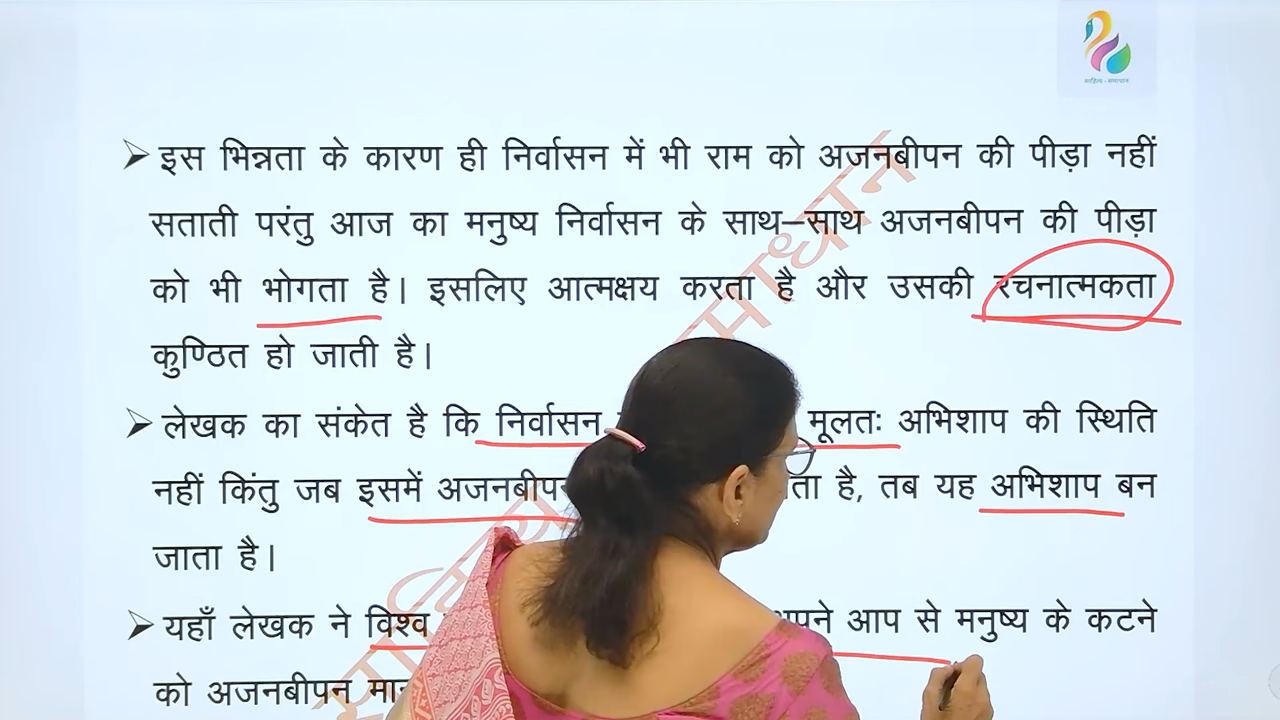 साहित्य - समाधान
➢ इस भिन्नता के कारण ही निर्वासन में भी राम को अजनबीपन की पीड़ा नहीं
सताती परंतु आज का मनुष्य निर्वासन के साथ–साथ अजनबीपन की पीड़ा
को भी भोगता है। इसलिए आत्मक्षय करता है और उसकी रचनात्मकता
कुण्ठित हो जाती है।
➢ लेखक का संकेत है कि निर्वासन मूलतः अभिशाप की स्थिति
नहीं किंतु जब इसमें अजनबीपन है, तब यह अभिशाप बन
जाता है।
➢ यहाँ लेखक ने विश्व आप से मनुष्य के कटने
को अजनबीपन